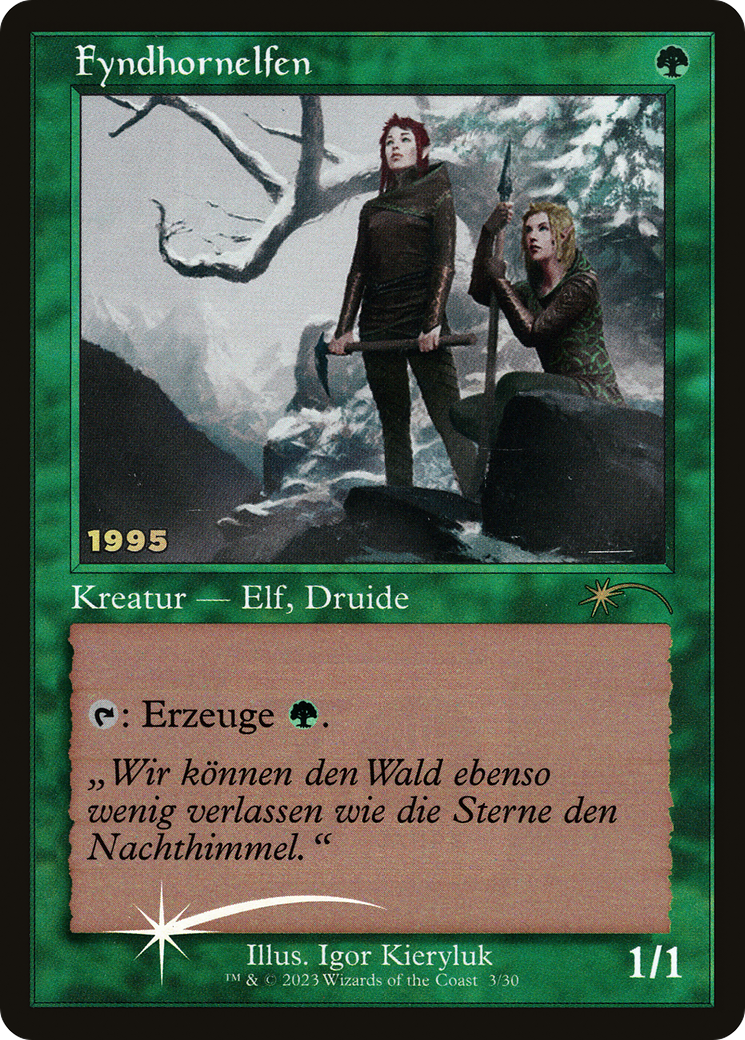 Fyndhornelfen
1995
Kreatur — Elf, Druide
: Erzeuge .
„Wir können den Wald ebenso
wenig verlassen wie die Sterne den
Nachthimmel.“
Illus. Igor Kieryluk
1/1
™ & © 2023 Wizards of the Coast 3/30